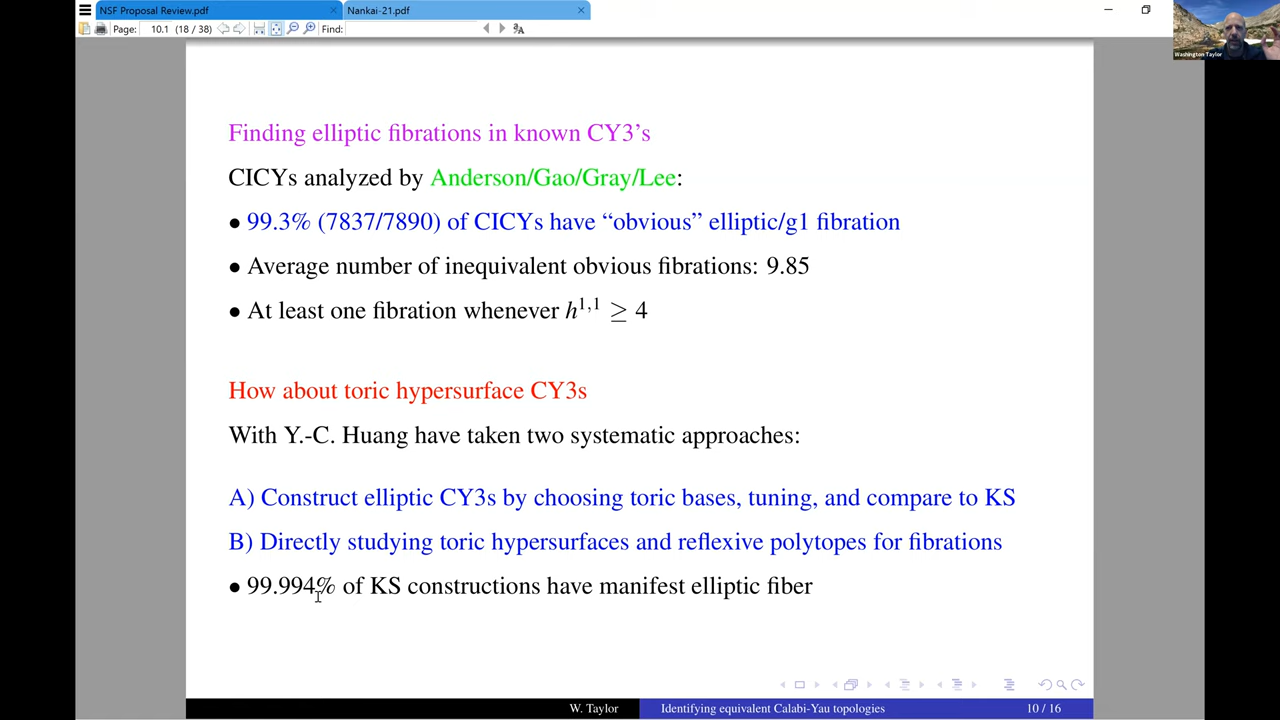 NSF Proposal Review.pdf
Nankai-21.pdf
Page: 10.1 (18 / 38) Find:
Washington Taylor
Finding elliptic fibrations in known CY3's
CICYs analyzed by Anderson/Gao/Gray/Lee:
• 99.3% (7837/7890) of CICYs have “obvious” elliptic/g1 fibration
• Average number of inequivalent obvious fibrations: 9.85
• At least one fibration whenever h^{1,1} ≥ 4
How about toric hypersurface CY3s
With Y.-C. Huang have taken two systematic approaches:
A) Construct elliptic CY3s by choosing toric bases, tuning, and compare to KS
B) Directly studying toric hypersurfaces and reflexive polytopes for fibrations
• 99.994% of KS constructions have manifest elliptic fiber
W. Taylor Identifying equivalent Calabi-Yau topologies 10 / 16